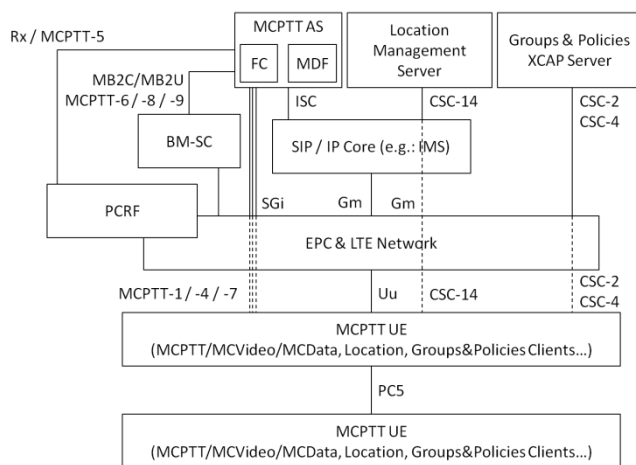 Rx / MCPTT-5
MCPTT AS
FC
MDF
Location
Management
Server
Groups & Policies
XCAP Server
MB2C/MB2U
MCPTT-6 / -8 / -9
ISC
CSC-14
CSC-2
CSC-4
BM-SC
SIP / IP Core (e.g.: IMS)
PCRF
SGi
Gm
Gm
EPC & LTE Network
MCPTT-1 / -4 / -7
Uu
CSC-14
CSC-2
CSC-4
MCPTT UE
(MCPTT/MCVideo/MCData, Location, Groups&Policies Clients...)
PC5
MCPTT UE
(MCPTT/MCVideo/MCData, Location, Groups&Policies Clients...)